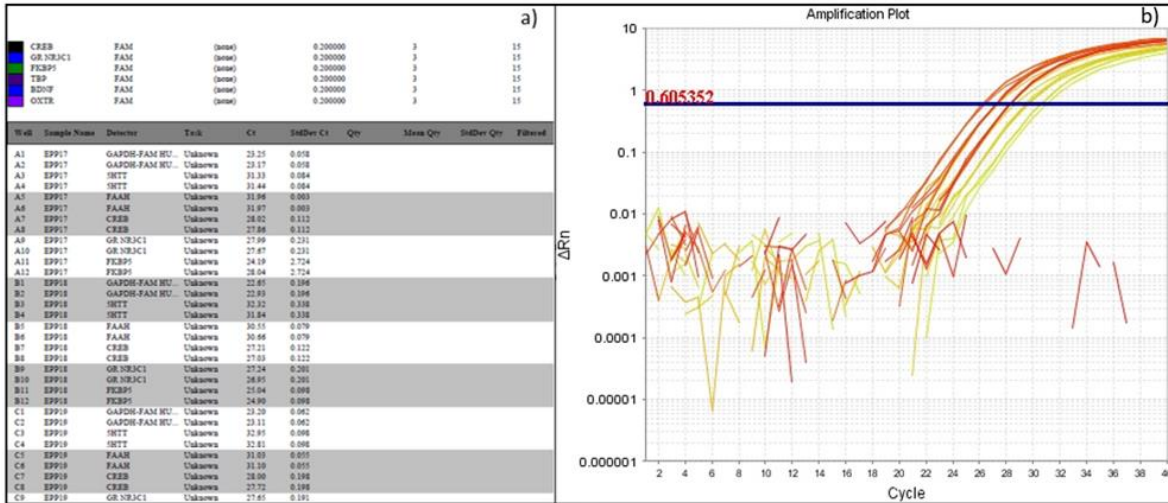 a)
CREB FAM (none) 0.200000 3 15
GR NR3C1 FAM (none) 0.200000 3 15
FKBP5 FAM (none) 0.200000 3 15
TBP FAM (none) 0.200000 3 15
BDNF FAM (none) 0.200000 3 15
OXTR FAM (none) 0.200000 3 15
Well Sample Name Detector Task Ct StdDev Ct Qty Mean Qty StdDev Qty Filtered
A1 EPP17 GAPDH-FAM HU... Unknown 23.25 0.058
A2 EPP17 GAPDH-FAM HU... Unknown 23.17 0.058
A3 EPP17 5HTT Unknown 31.33 0.084
A4 EPP17 5HTT Unknown 31.44 0.084
A5 EPP17 FAAH Unknown 31.96 0.003
A6 EPP17 FAAH Unknown 31.97 0.003
A7 EPP17 CREB Unknown 28.02 0.112
A8 EPP17 CREB Unknown 27.86 0.112
A9 EPP17 GR NR3C1 Unknown 27.99 0.231
A10 EPP17 GR NR3C1 Unknown 27.67 0.231
A11 EPP17 FKBP5 Unknown 24.19 2.724
A12 EPP17 FKBP5 Unknown 28.04 2.724
B1 EPP18 GAPDH-FAM HU... Unknown 22.65 0.196
B2 EPP18 GAPDH-FAM HU... Unknown 22.93 0.196
B3 EPP18 5HTT Unknown 32.32 0.338
B4 EPP18 5HTT Unknown 31.84 0.338
B5 EPP18 FAAH Unknown 30.55 0.079
B6 EPP18 FAAH Unknown 30.66 0.079
B7 EPP18 CREB Unknown 27.21 0.122
B8 EPP18 CREB Unknown 27.03 0.122
B9 EPP18 GR NR3C1 Unknown 27.24 0.201
B10 EPP18 GR NR3C1 Unknown 26.95 0.201
B11 EPP18 FKBP5 Unknown 25.04 0.098
B12 EPP18 FKBP5 Unknown 24.90 0.098
C1 EPP19 GAPDH-FAM HU... Unknown 23.20 0.062
C2 EPP19 GAPDH-FAM HU... Unknown 23.11 0.062
C3 EPP19 5HTT Unknown 32.95 0.098
C4 EPP19 5HTT Unknown 32.81 0.098
C5 EPP19 FAAH Unknown 31.03 0.055
C6 EPP19 FAAH Unknown 31.10 0.055
C7 EPP19 CREB Unknown 28.00 0.198
C8 EPP19 CREB Unknown 27.72 0.198
C9 EPP19 GR NR3C1 Unknown 27.65 0.191
Amplification Plot
b)
10
1
0.1
0.01
0.001
0.0001
0.00001
0.000001
0.605352
ΔRn
2 4 6 8 10 12 14 16 18 20 22 24 26 28 30 32 34 36 38 40
Cycle